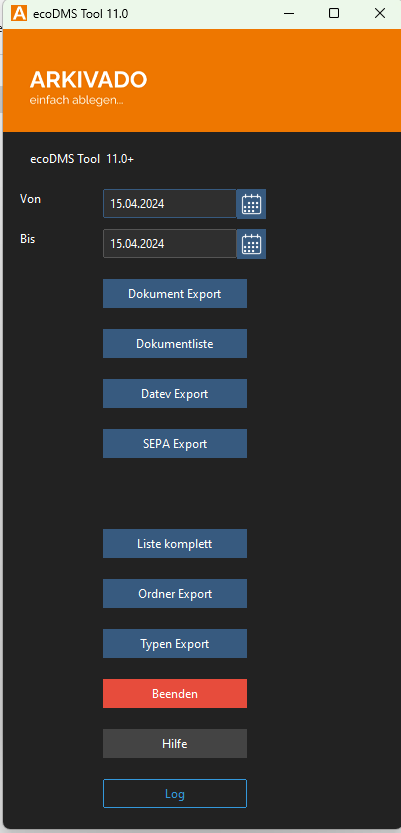 ecoDMS Tool 11.0
ARKIVADO
einfach ablegen...
ecoDMS Tool 11.0+
Von 15.04.2024
Bis 15.04.2024
Dokument Export
Dokumentliste
Datev Export
SEPA Export
Liste komplett
Ordner Export
Typen Export
Beenden
Hilfe
Log